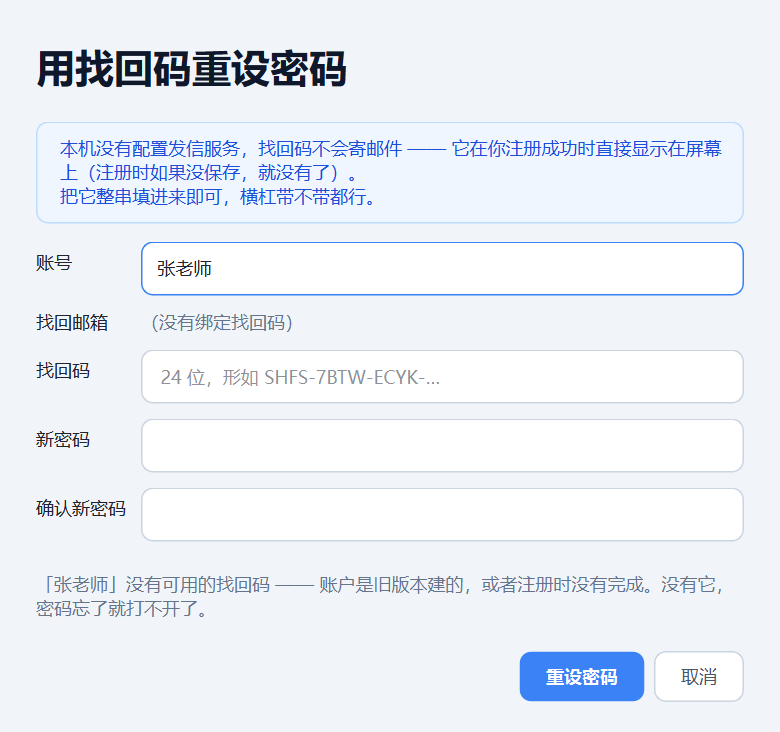 用找回码重设密码
本机没有配置发信服务，找回码不会寄邮件 —— 它在你注册成功时直接显示在屏幕
上（注册时如果没保存，就没有了）。
把它整串填进来即可，横杠带不带都行。
账号 张老师
找回邮箱 （没有绑定找回码）
找回码 24 位，形如 SHFS-7BTW-ECYK-...
新密码
确认新密码
「张老师」没有可用的找回码 —— 账户是旧版本建的，或者注册时没有完成。没有它，
密码忘了就打不开了。
重设密码 取消